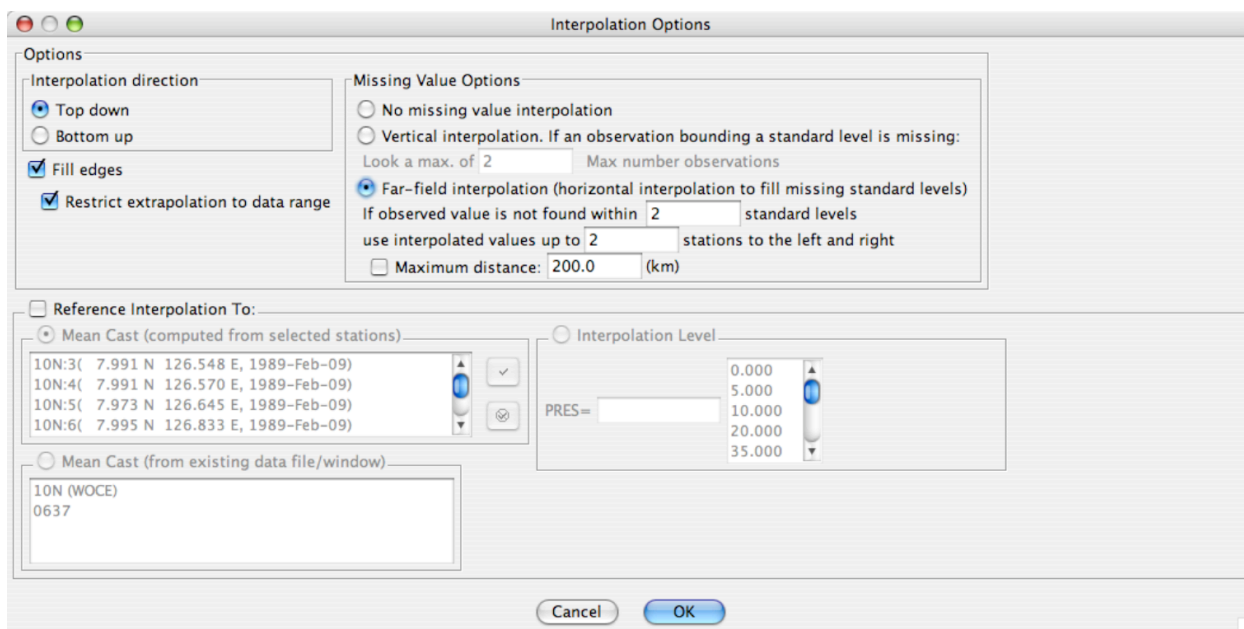 Interpolation Options
Options
Interpolation direction
Top down
Bottom up
Fill edges
Restrict extrapolation to data range
Missing Value Options
No missing value interpolation
Vertical interpolation. If an observation bounding a standard level is missing:
Look a max. of 2 Max number observations
Far-field interpolation (horizontal interpolation to fill missing standard levels)
If observed value is not found within 2 standard levels
use interpolated values up to 2 stations to the left and right
Maximum distance: 200.0 (km)
Reference Interpolation To:
Mean Cast (computed from selected stations)
10N:3( 7.991 N 126.548 E, 1989-Feb-09)
10N:4( 7.991 N 126.570 E, 1989-Feb-09)
10N:5( 7.973 N 126.645 E, 1989-Feb-09)
10N:6( 7.995 N 126.833 E, 1989-Feb-09)
Interpolation Level
PRES=
0.000
5.000
10.000
20.000
35.000
Mean Cast (from existing data file/window)
10N (WOCE)
0637
Cancel OK